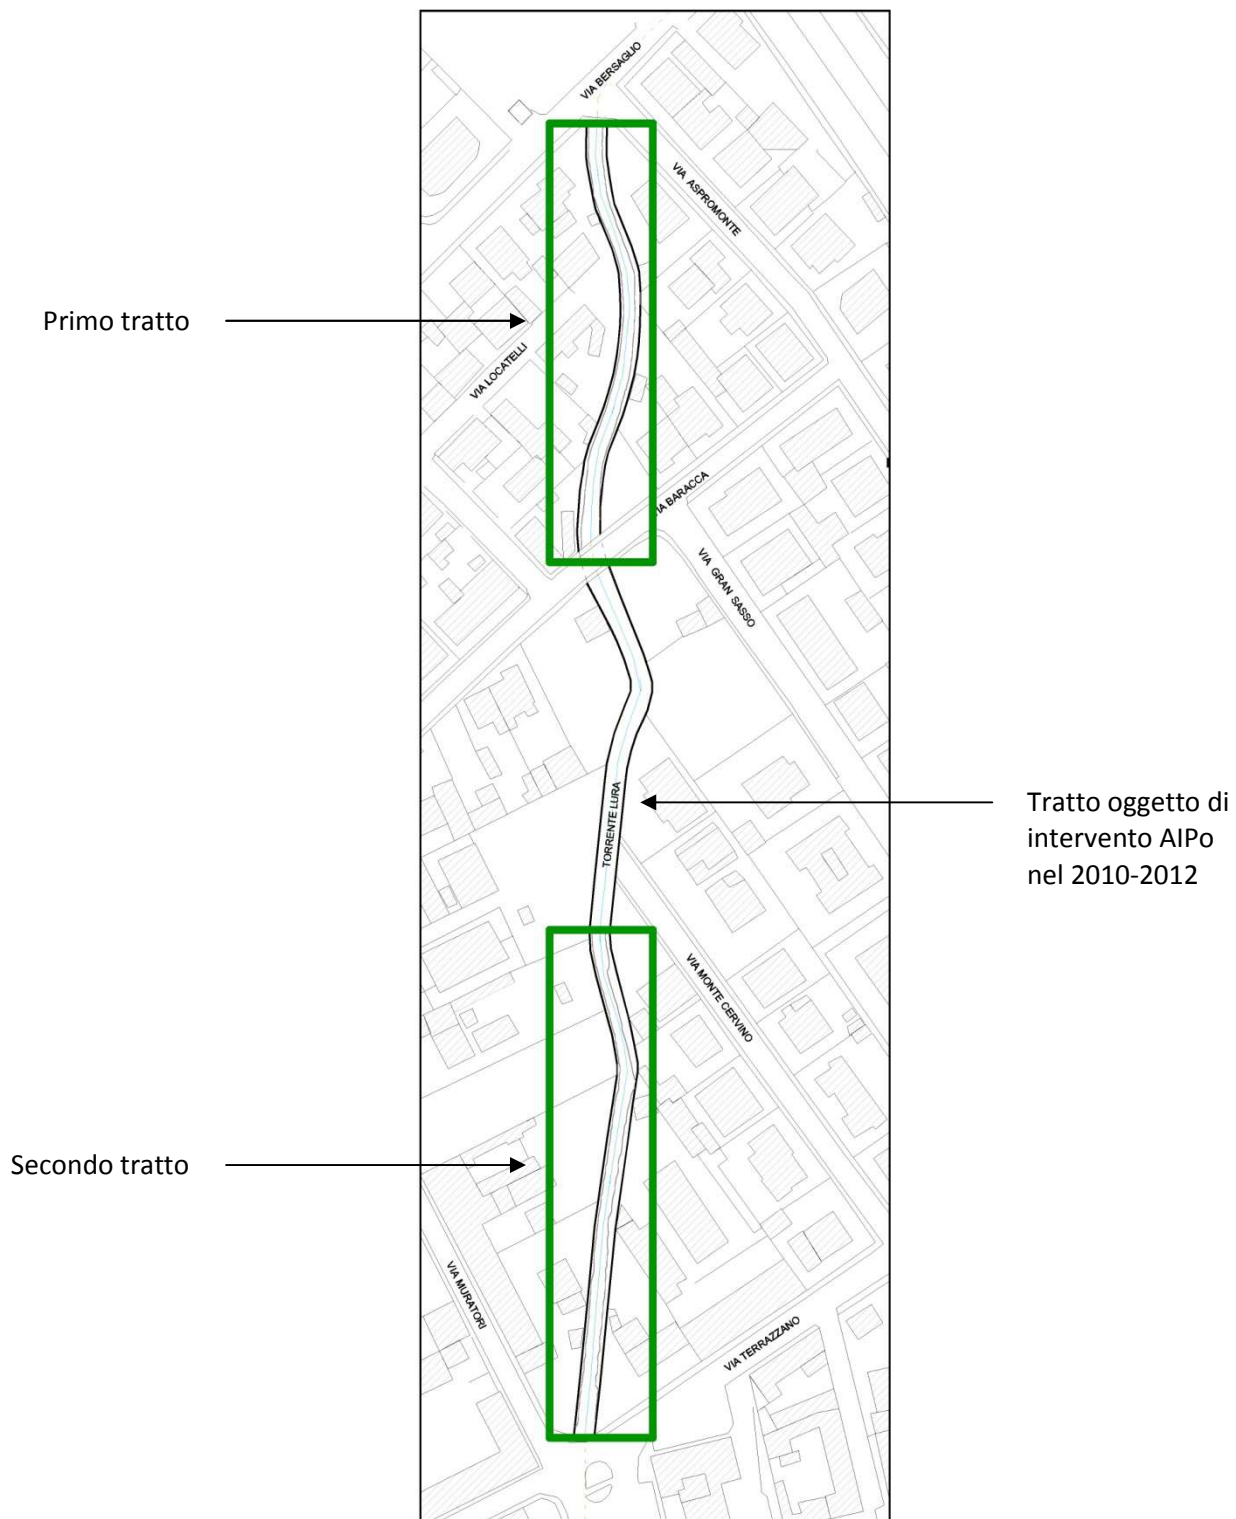 VIA BERSAGLIO
VIA ASPROMONTE
Primo tratto
VIA LOCATELLI
VIA BARACCA
VIA GRAN SASSO
TORRENTE LURA
Tratto oggetto di
intervento AIPo
nel 2010-2012
VIA MONTE CERVINO
Secondo tratto
VIA MURATORI
VIA TERRAZZANO